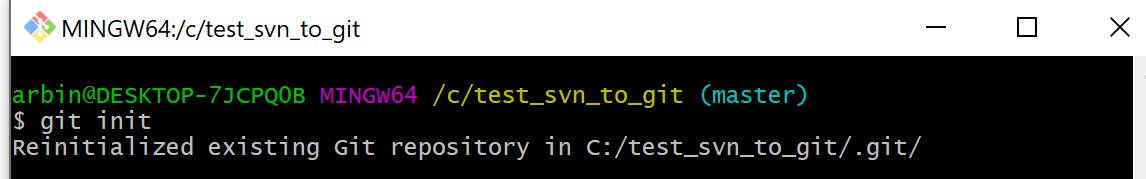 MINGW64:/c/test_svn_to_git
arbin@DESKTOP-7JCPQ0B MINGW64 /c/test_svn_to_git (master)
$ git init
Reinitialized existing Git repository in C:/test_svn_to_git/.git/